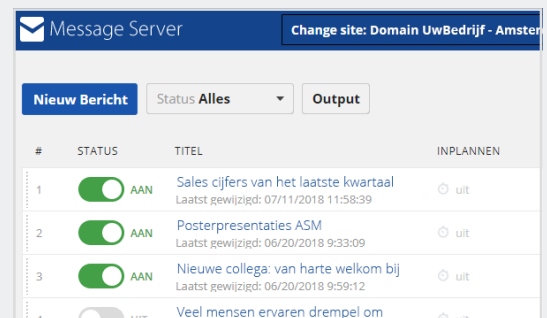 Message Server
Change site: Domain UwBedrijf - Amster
Nieuw Bericht
Status Alles
Output
# STATUS TITEL INPLANNEN
1 AAN Sales cijfers van het laatste kwartaal uit
Laatst gewijzigd: 07/11/2018 11:58:39
2 AAN Posterpresentaties ASM uit
Laatst gewijzigd: 06/20/2018 9:33:09
3 AAN Nieuwe collega: van harte welkom bij uit
Laatst gewijzigd: 06/20/2018 9:59:12
Veel mensen ervaren drempel om